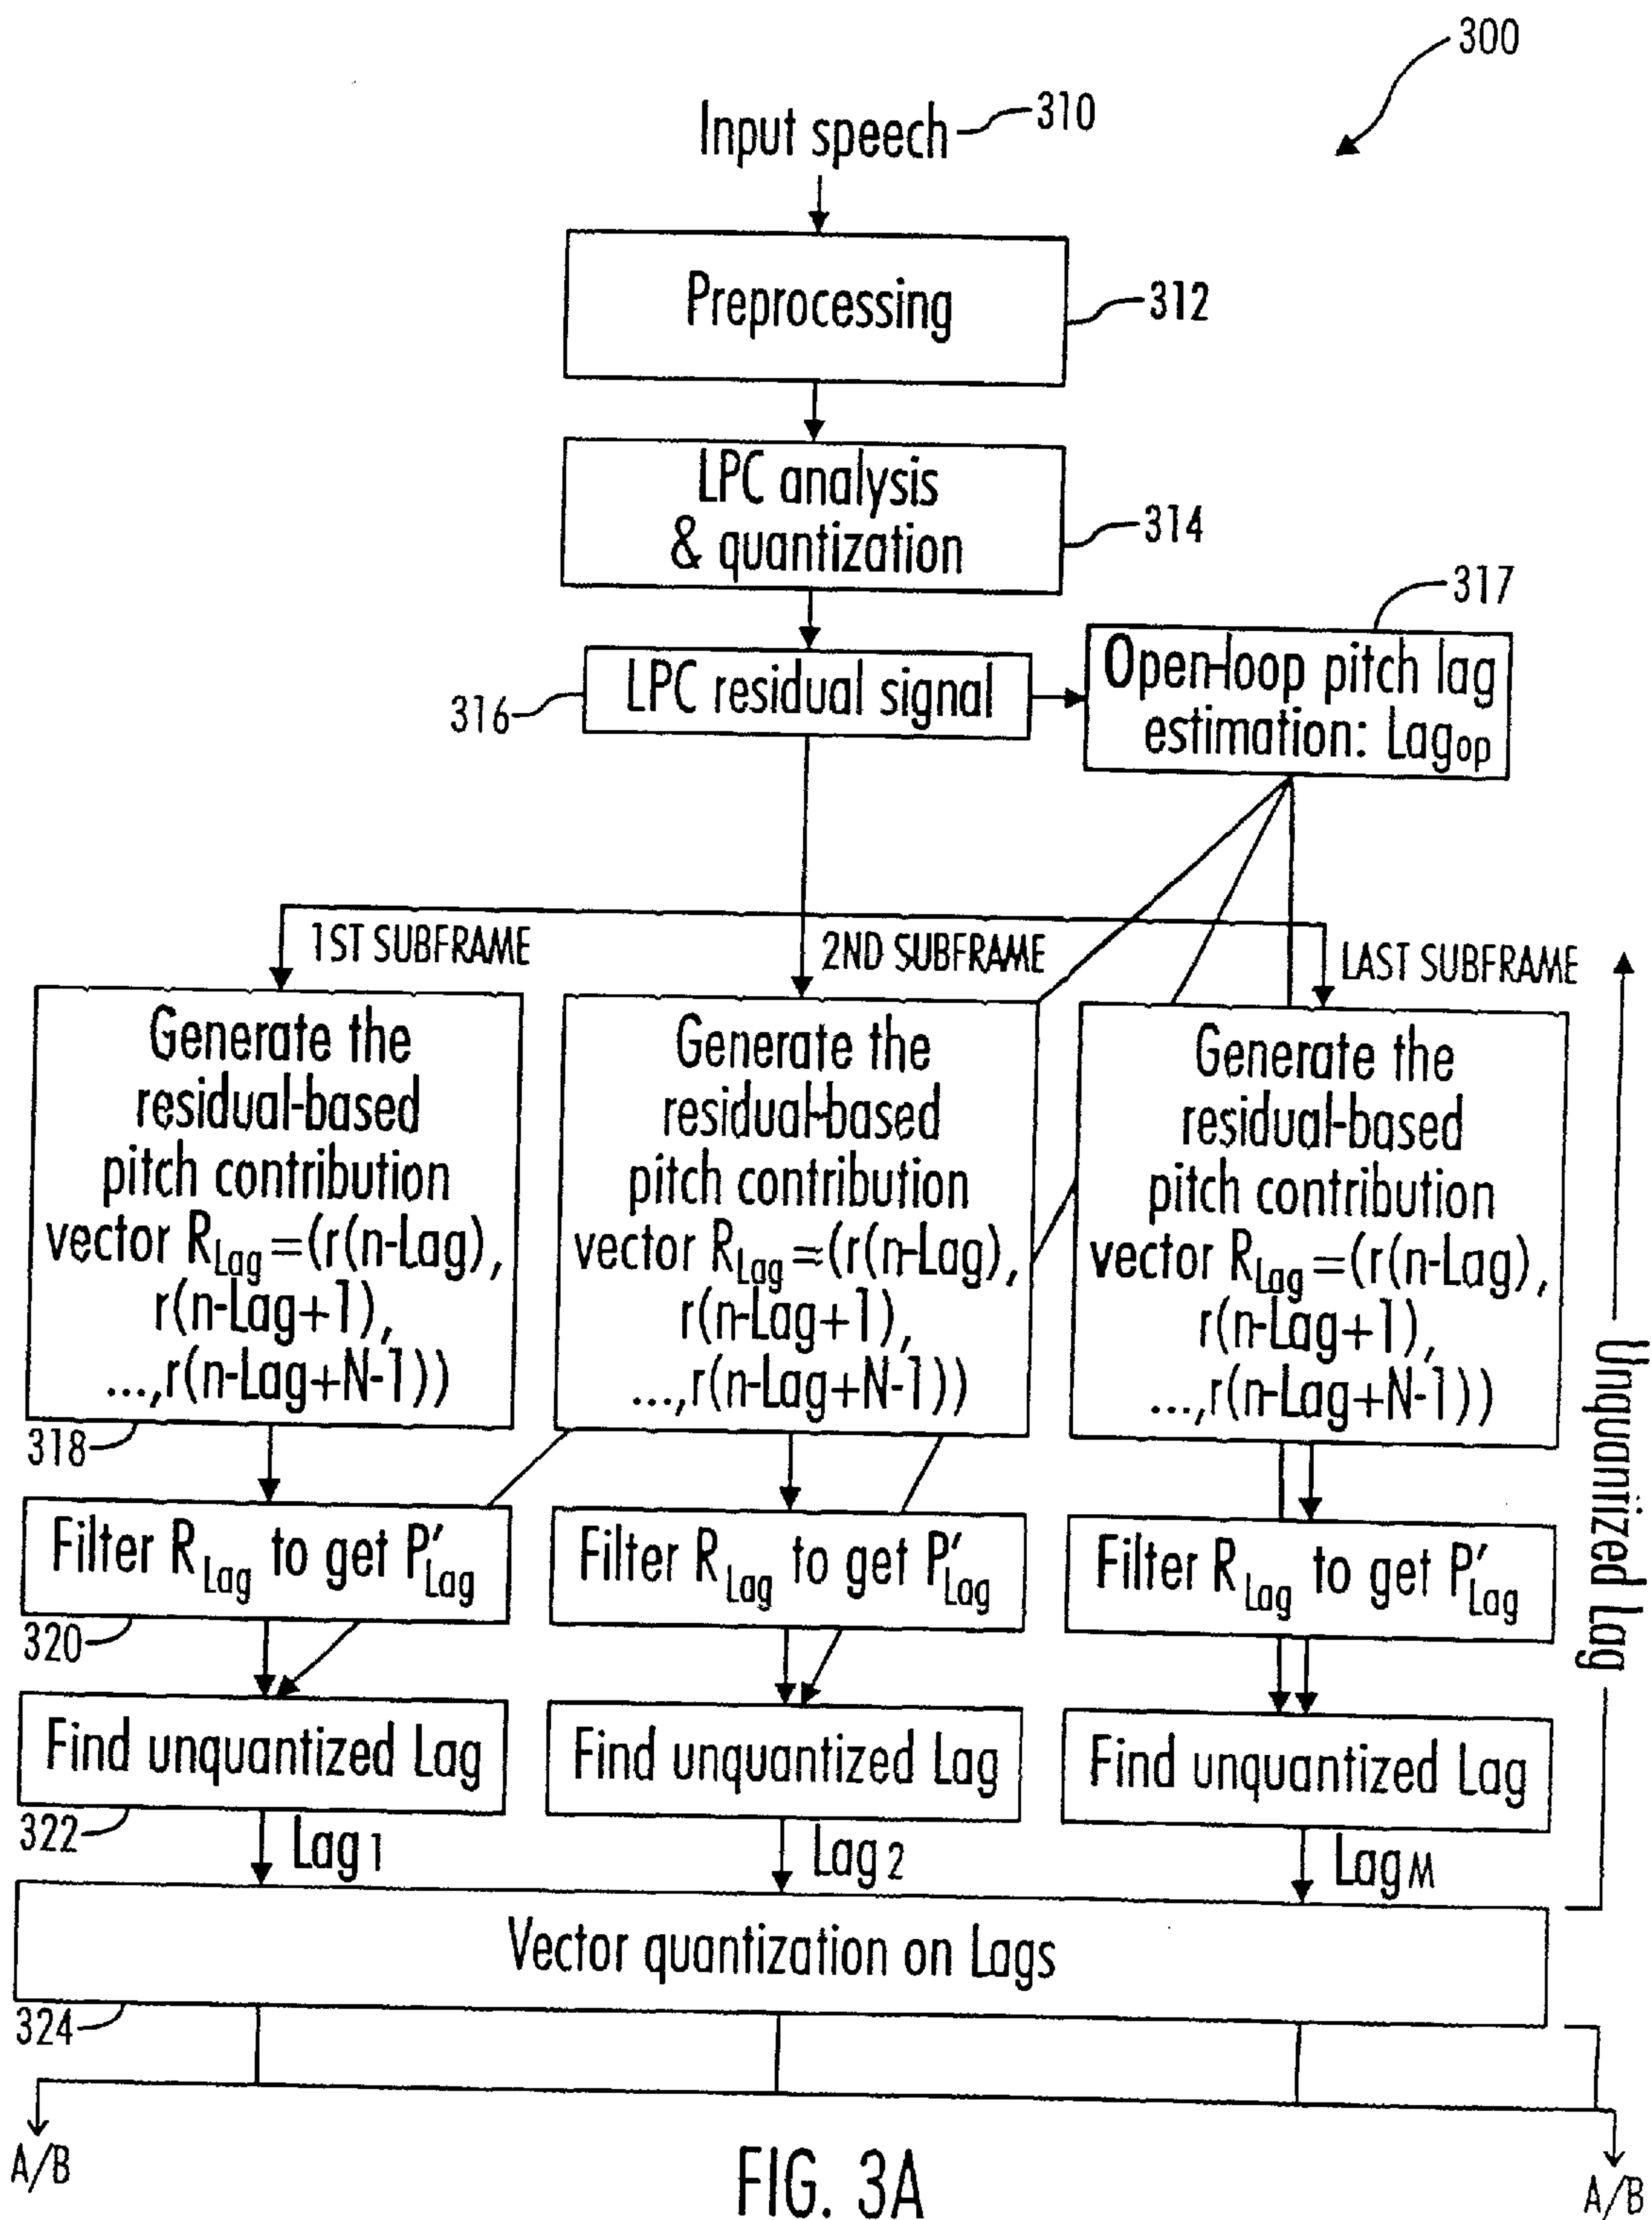 300
Input speech
310
Preprocessing
312
LPC analysis
& quantization
314
317
LPC residual signal
316
Open-loop pitch lag
estimation: Lagop
1ST SUBFRAME
2ND SUBFRAME
LAST SUBFRAME
Generate the
residual-based
pitch contribution
vector RLag=(r(n-Lag),
r(n-Lag+1),
...,r(n-Lag+N-1))
318
Generate the
residual-based
pitch contribution
vector RLag=(r(n-Lag),
r(n-Lag+1),
...,r(n-Lag+N-1))
Generate the
residual-based
pitch contribution
vector RLag=(r(n-Lag),
r(n-Lag+1),
...,r(n-Lag+N-1))
Unquantized Lag
Filter RLag to get P'Lag
320
Filter RLag to get P'Lag
Filter RLag to get P'Lag
Find unquantized Lag
322
Find unquantized Lag
Find unquantized Lag
Lag1
Lag2
LagM
Vector quantization on Lags
324
A/B
A/B
FIG. 3A